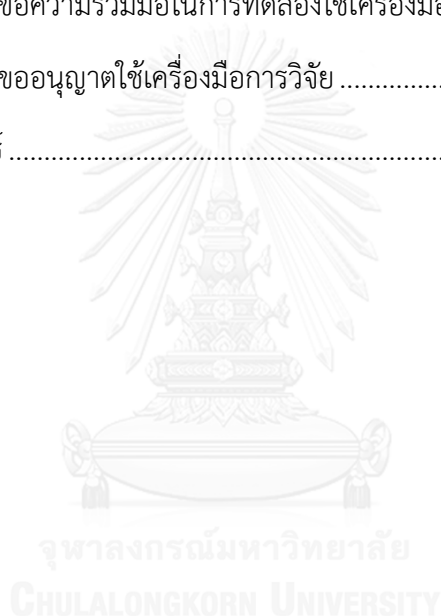 ขอความร่วมมือในการทดลองใช้เครื่องมือ
ขออนุญาตใช้เครื่องมือการวิจัย ................
.................................................................
จุฬาลงกรณ์มหาวิทยาลัย
CHULALONGKORN UNIVERSITY